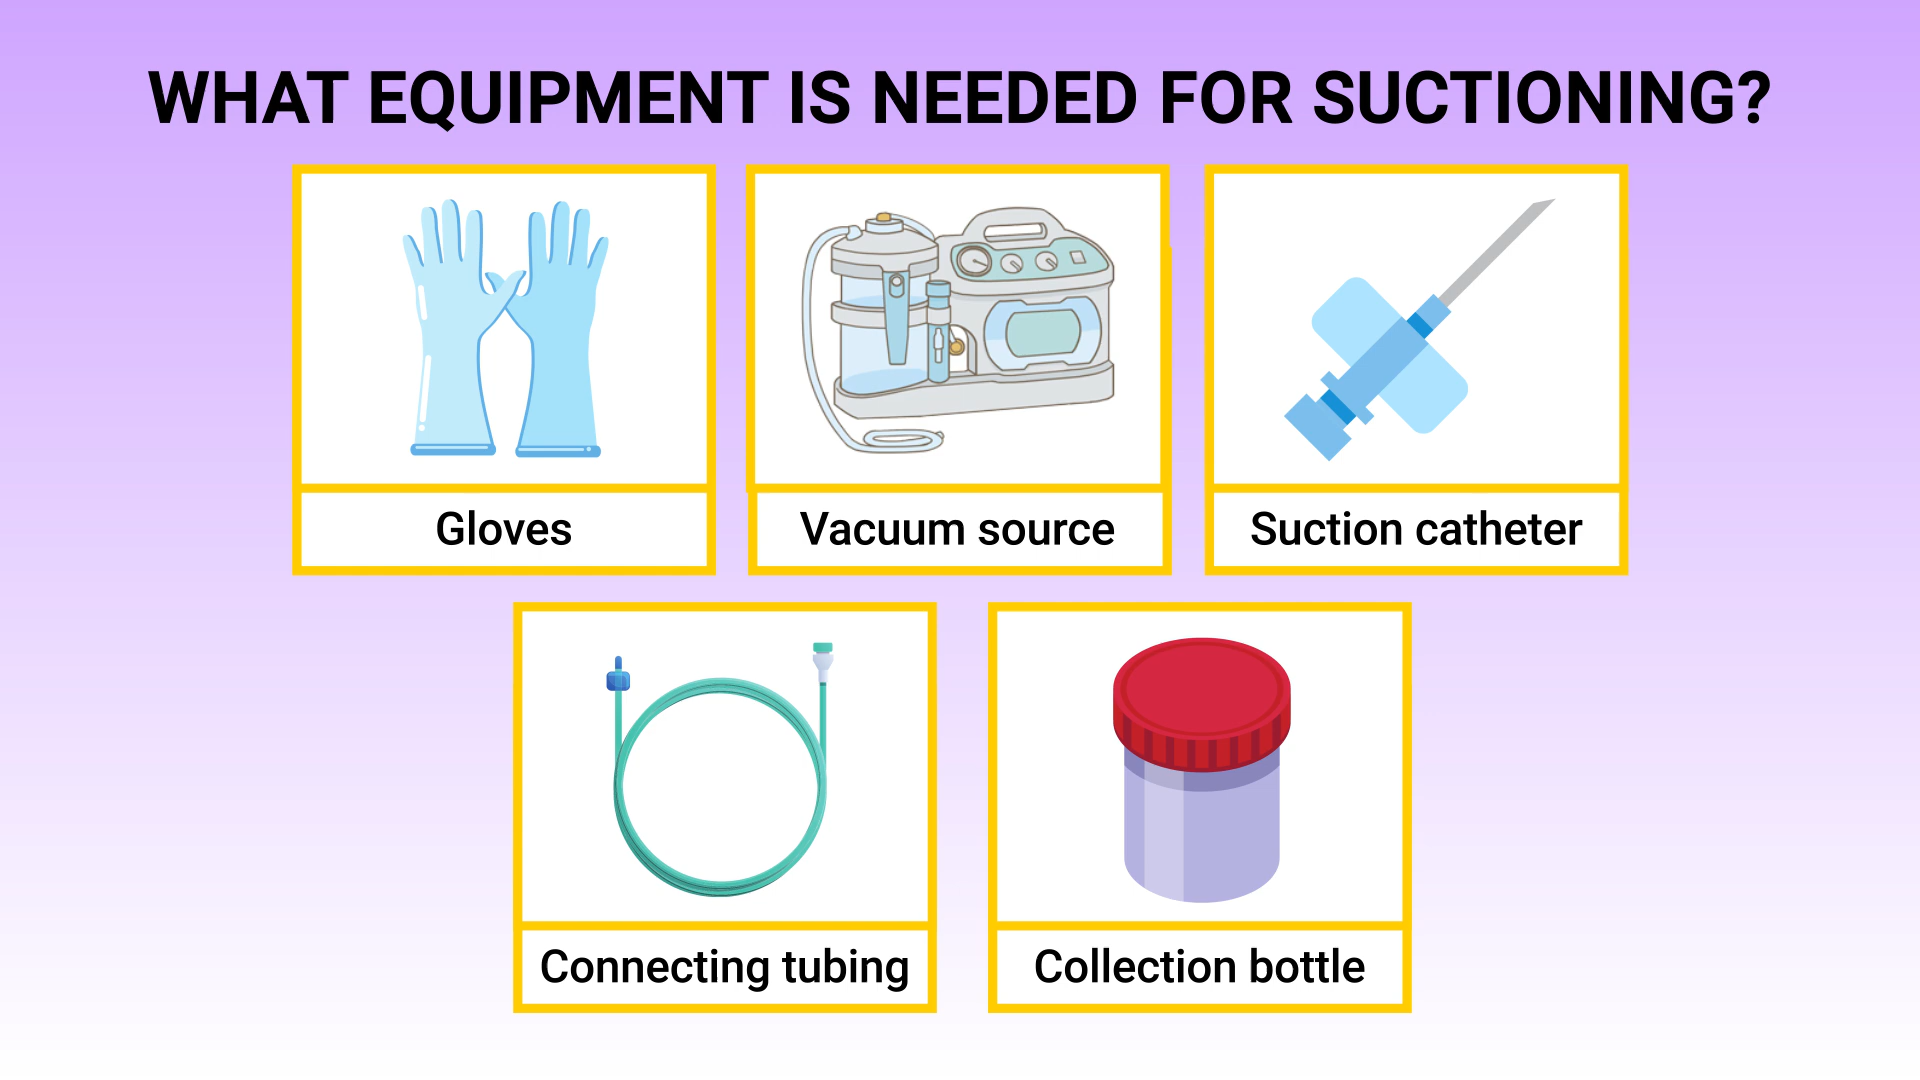 WHAT EQUIPMENT IS NEEDED FOR SUCTIONING?
Gloves
Vacuum source
Suction catheter
Connecting tubing
Collection bottle